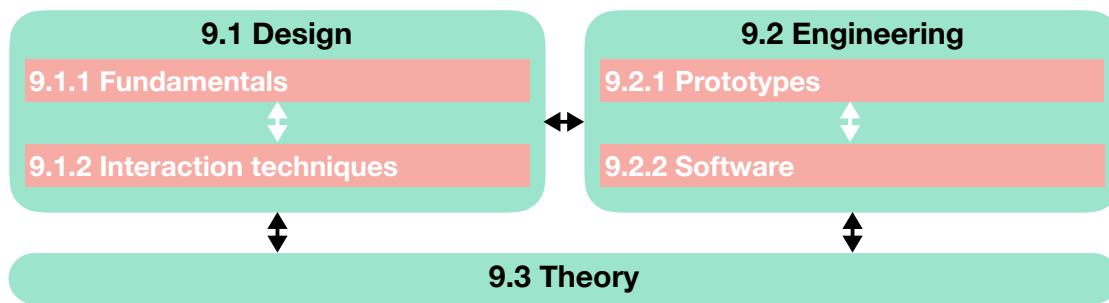 9.1 Design
9.1.1 Fundamentals
9.1.2 Interaction techniques
9.2 Engineering
9.2.1 Prototypes
9.2.2 Software
9.3 Theory